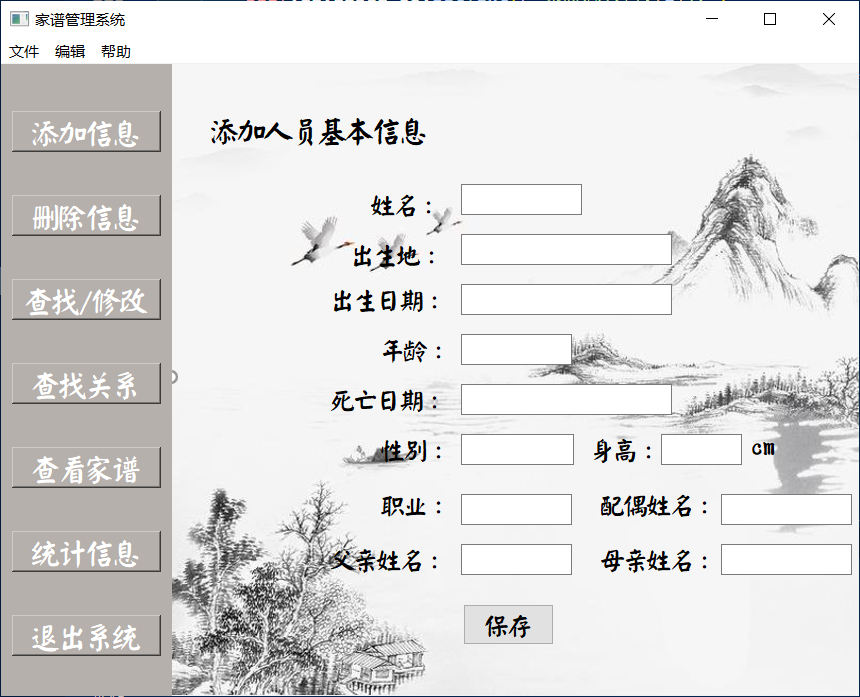 家谱管理系统
文件 编辑 帮助
添加信息
删除信息
查找/修改
查找关系
查看家谱
统计信息
退出系统
添加人员基本信息
姓名：
出生地：
出生日期：
年龄：
死亡日期：
性别： 身高： cm
职业： 配偶姓名：
父亲姓名： 母亲姓名：
保存